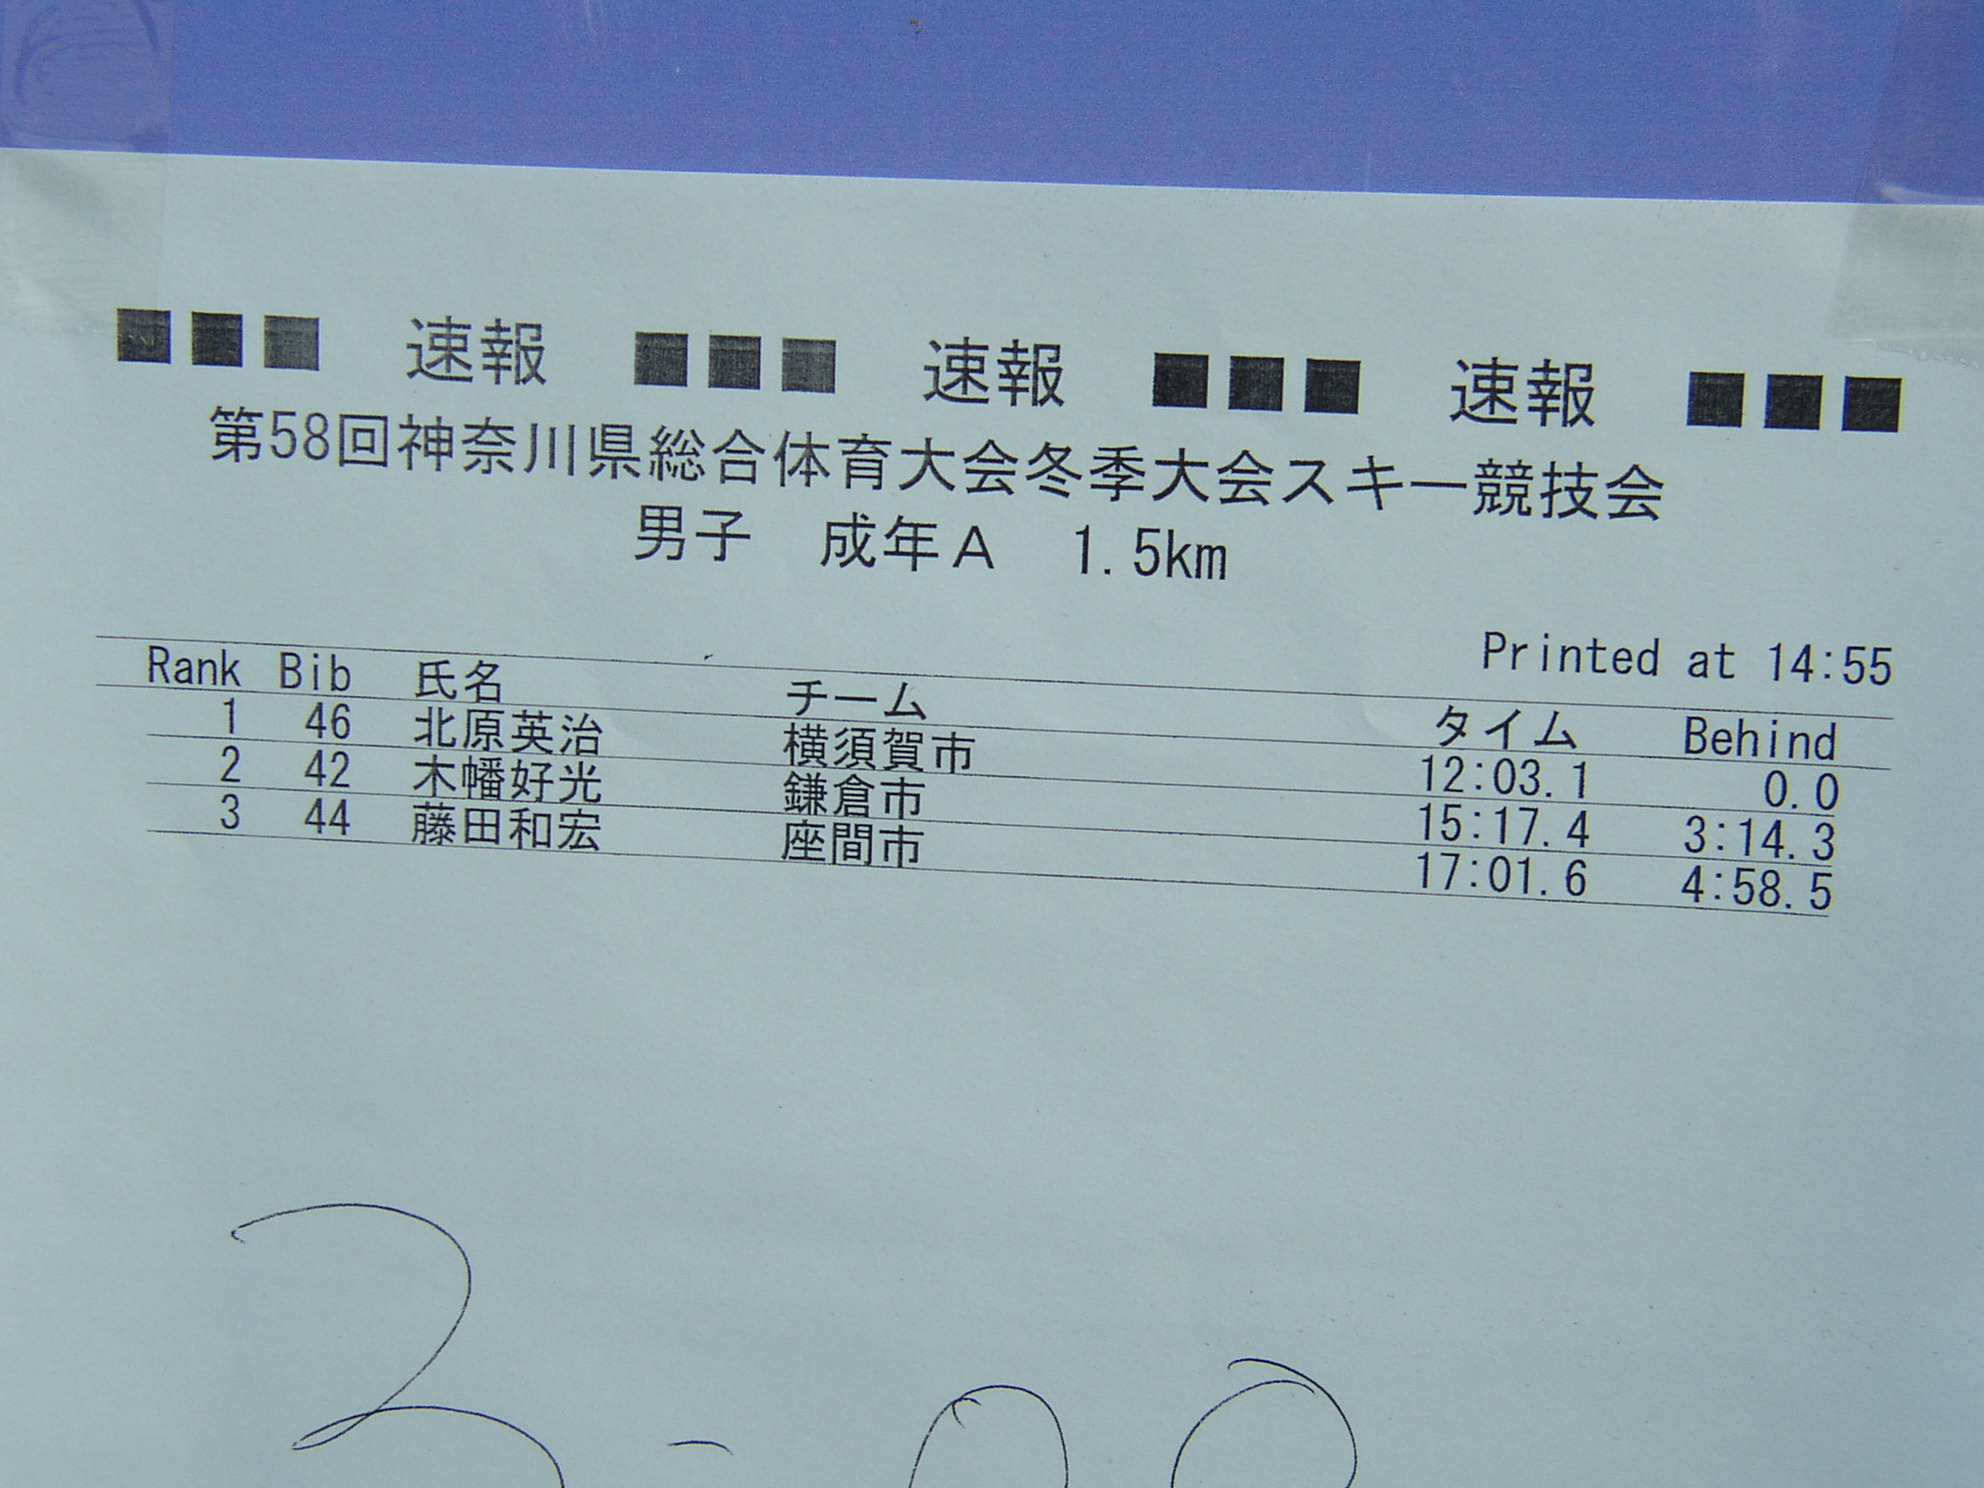 ■■■　速報　■■■　速報　■■■　速報　■■■
第58回神奈川県総合体育大会冬季大会スキー競技会
男子　成年A　1.5km
Printed at 14:55
Rank Bib 氏名 チーム タイム Behind
1 46 北原英治 横須賀市 12:03.1 0.0
2 42 木幡好光 鎌倉市 15:17.4 3:14.3
3 44 藤田和宏 座間市 17:01.6 4:58.5